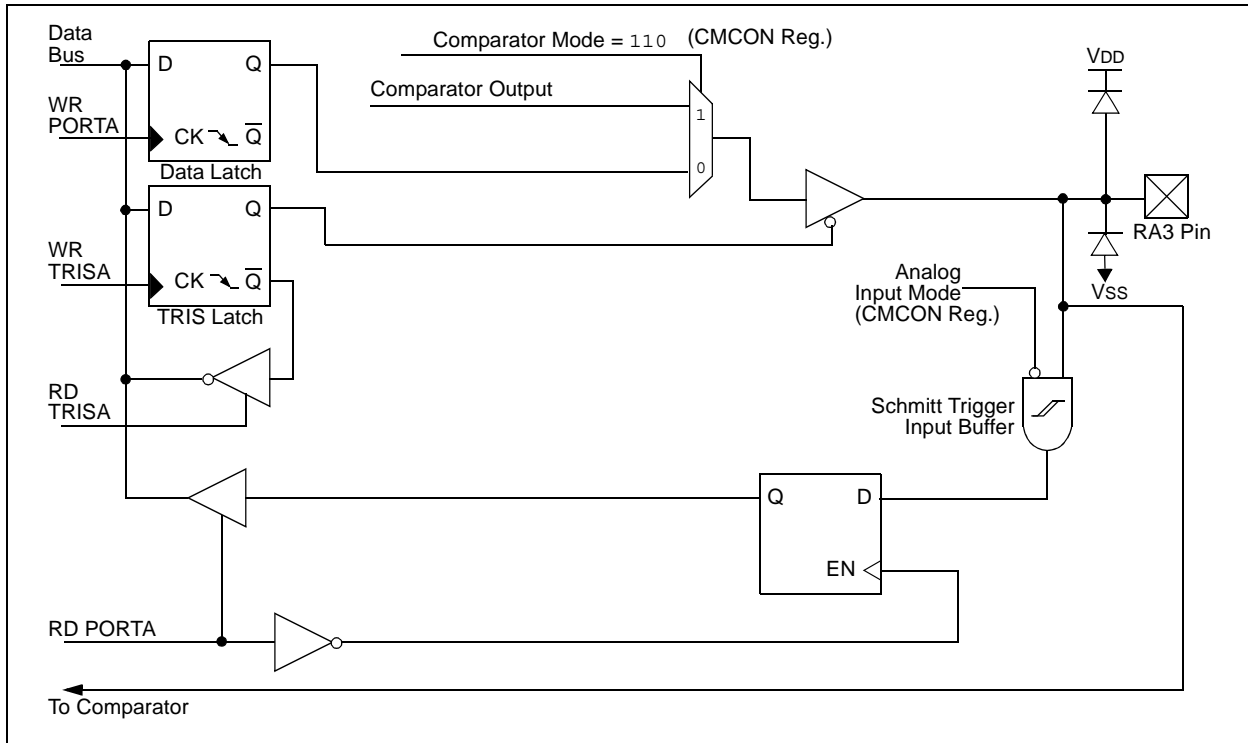 Data
Bus
D Q
WR
PORTA
CK Q
Data Latch
Comparator Mode = 110 (CMCON Reg.)
Comparator Output
1
0
VDD
RA3 Pin
VSS
D Q
WR
TRISA
CK Q
TRIS Latch
Analog
Input Mode
(CMCON Reg.)
RD
TRISA
Schmitt Trigger
Input Buffer
Q D
EN
RD PORTA
To Comparator